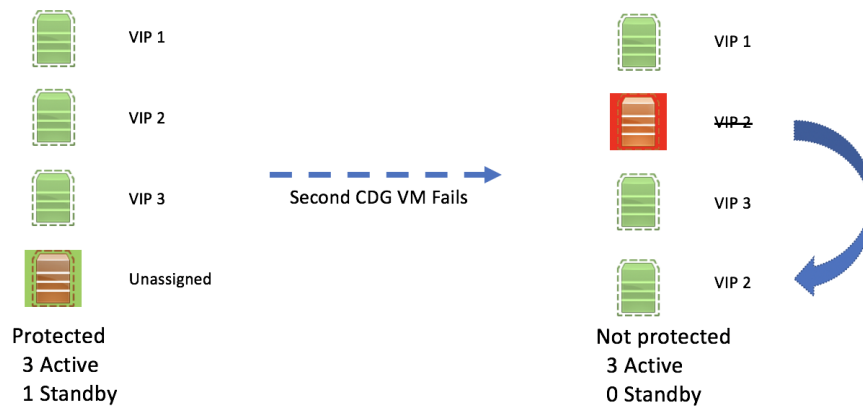 VIP 1
VIP 2
VIP 3
Unassigned
Protected
3 Active
1 Standby
Second CDG VM Fails
VIP 1
VIP 2
VIP 3
VIP 2
Not protected
3 Active
0 Standby